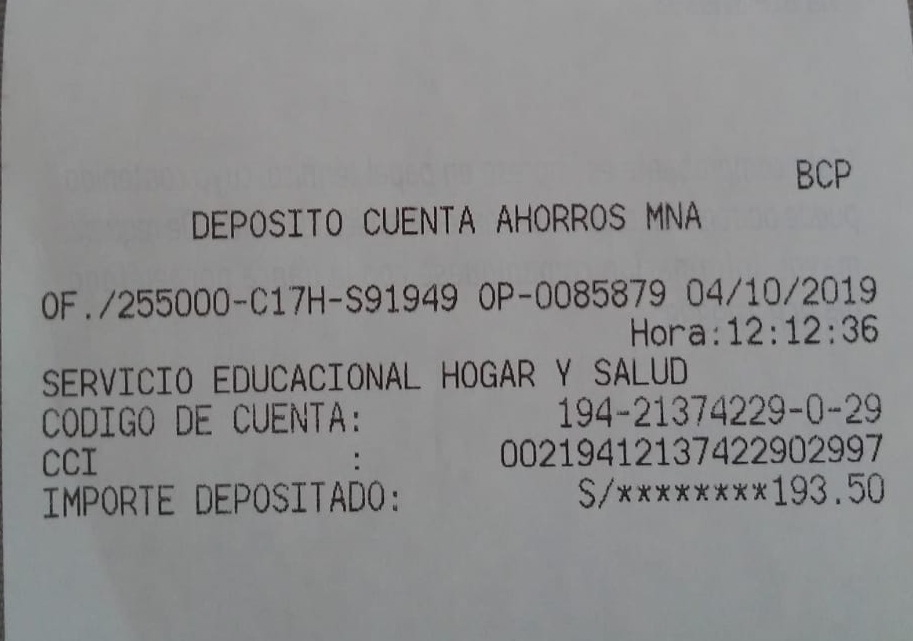 BCP
DEPOSITO CUENTA AHORROS MNA
OF./255000-C17H-S91949 OP-0085879 04/10/2019
Hora:12:12:36
SERVICIO EDUCACIONAL HOGAR Y SALUD
CODIGO DE CUENTA: 194-21374229-0-29
CCI : 00219412137422902997
IMPORTE DEPOSITADO: S/********193.50